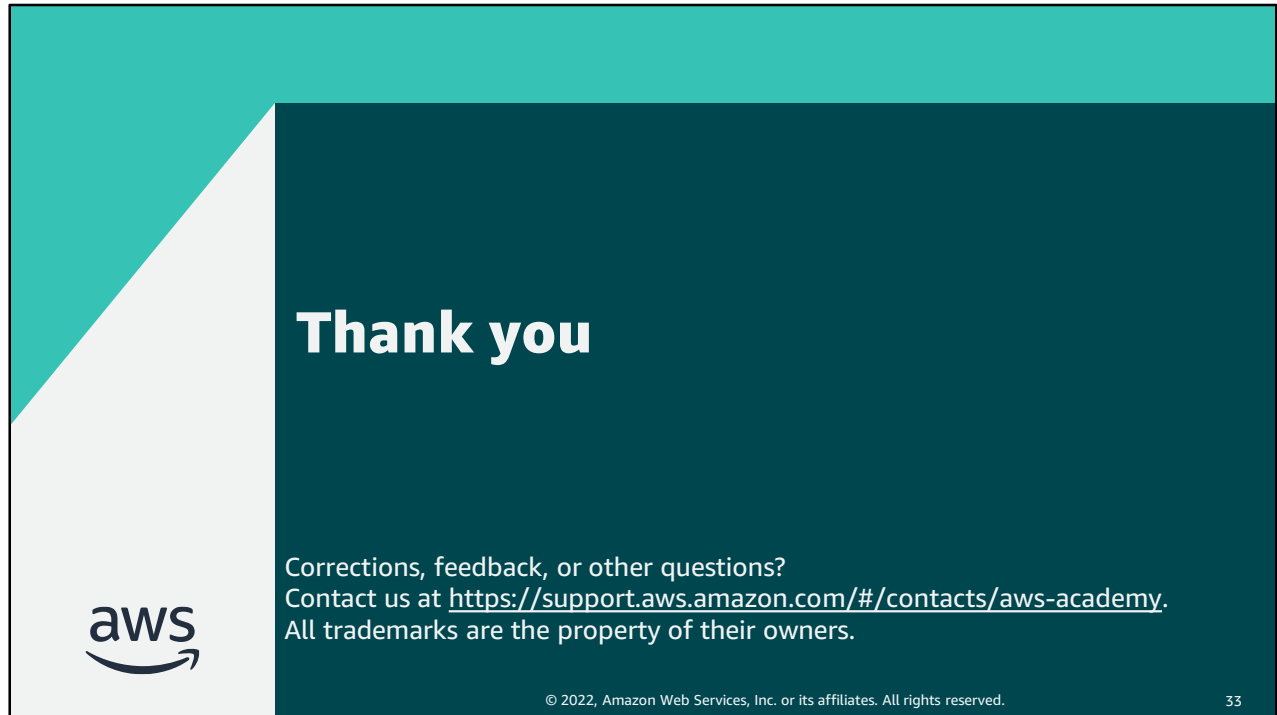 Thank you
Corrections, feedback, or other questions?
Contact us at https://support.aws.amazon.com/#/contacts/aws-academy.
All trademarks are the property of their owners.
aws
© 2022, Amazon Web Services, Inc. or its affiliates. All rights reserved.
33